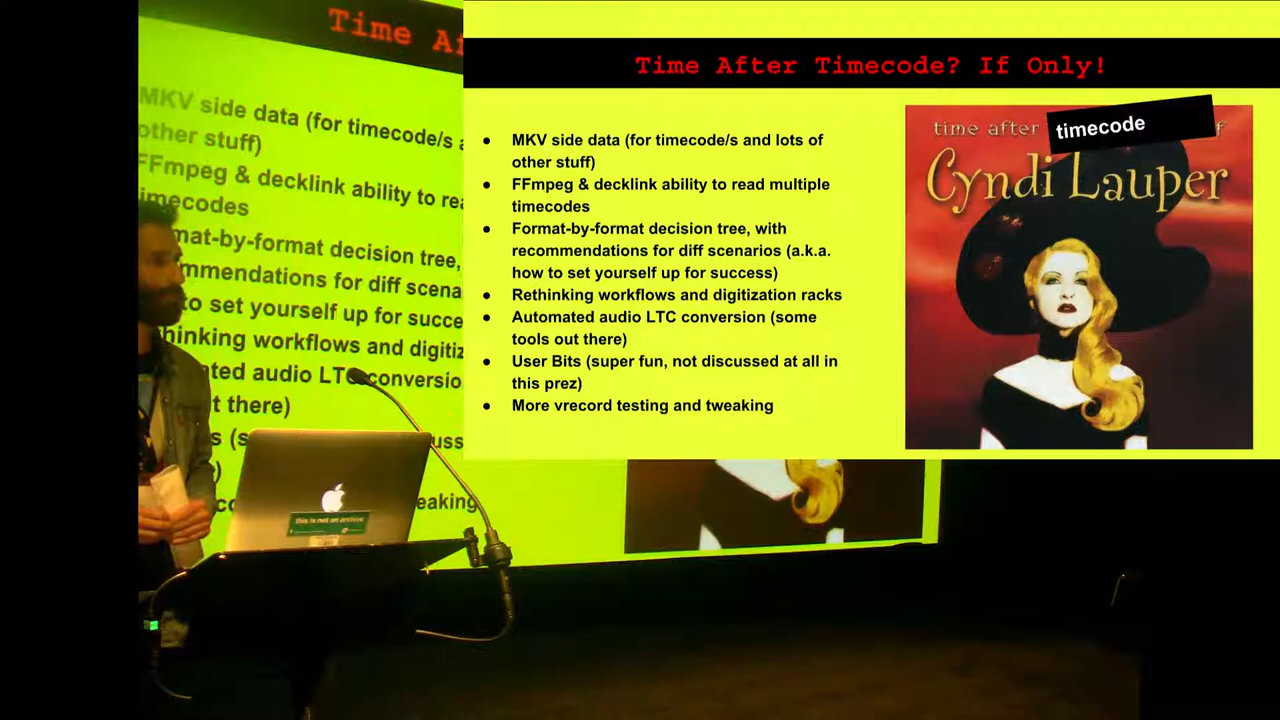 Time After Timecode? If Only!
MKV side data (for timecode/s and lots of
other stuff)
FFmpeg & decklink ability to read multiple
timecodes
Format-by-format decision tree, with
recommendations for diff scenarios (a.k.a.
how to set yourself up for success)
Rethinking workflows and digitization racks
Automated audio LTC conversion (some
tools out there)
User Bits (super fun, not discussed at all in
this prez)
More vrecord testing and tweaking
time after timecode
Cyndi Lauper
Time Af
MKV side data (for timecode/s a
other stuff)
FFmpeg & decklink ability to rea
imecodes
mat-by-format decision tree,
mmendations for diff scena
to set yourself up for succe
hinking workflows and digitiz
ated audio LTC conversio
t there)
s (s
uss
eaking
this is not an archive